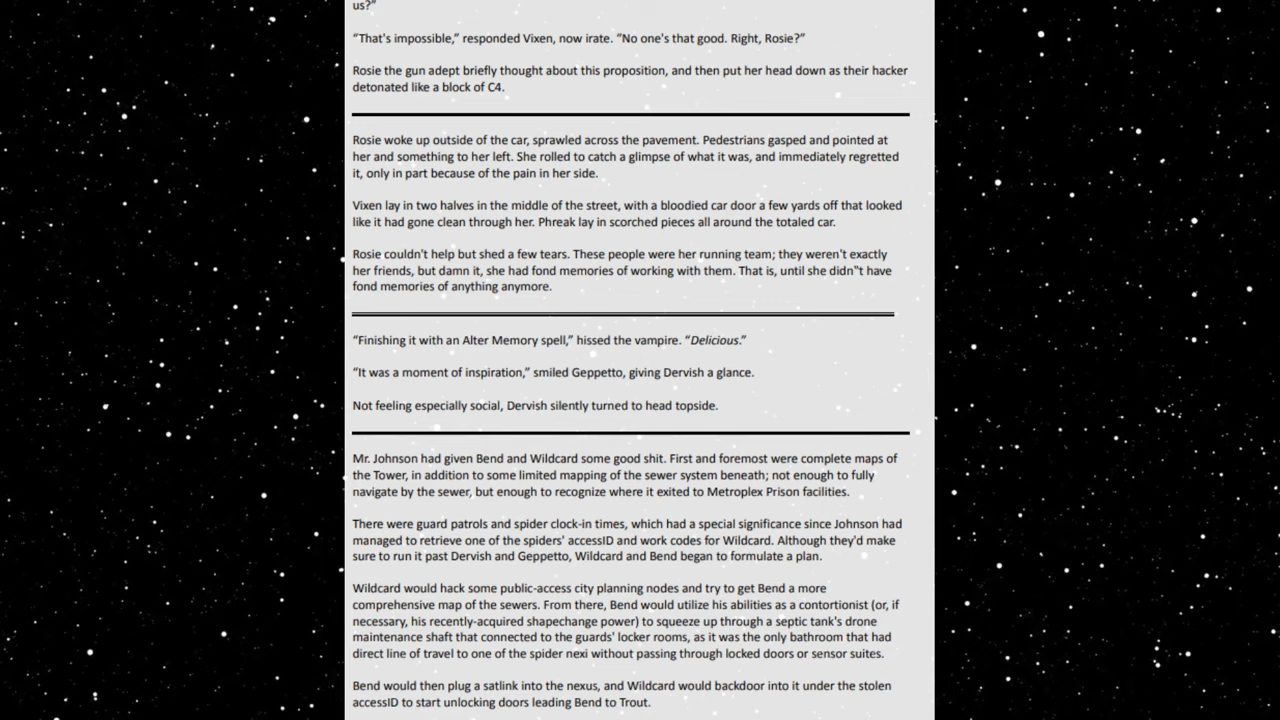 us?”
“That's impossible,” responded Vixen, now irate. “No one's that good. Right, Rosie?”
Rosie the gun adept briefly thought about this proposition, and then put her head down as their hacker
detonated like a block of C4.
Rosie woke up outside of the car, sprawled across the pavement. Pedestrians gasped and pointed at
her and something to her left. She rolled to catch a glimpse of what it was, and immediately regretted
it, only in part because of the pain in her side.
Vixen lay in two halves in the middle of the street, with a bloodied car door a few yards off that looked
like it had gone clean through her. Phreak lay in scorched pieces all around the totaled car.
Rosie couldn't help but shed a few tears. These people were her running team; they weren't exactly
her friends, but damn it, she had fond memories of working with them. That is, until she didn‟t have
fond memories of anything anymore.
“Finishing it with an Alter Memory spell,” hissed the vampire. “Delicious.”
“It was a moment of inspiration,” smiled Geppetto, giving Dervish a glance.
Not feeling especially social, Dervish silently turned to head topside.
Mr. Johnson had given Bend and Wildcard some good shit. First and foremost were complete maps of
the Tower, in addition to some limited mapping of the sewer system beneath; not enough to fully
navigate by the sewer, but enough to recognize where it exited to Metroplex Prison facilities.
There were guard patrols and spider clock-in times, which had a special significance since Johnson had
managed to retrieve one of the spiders' accessID and work codes for Wildcard. Although they'd make
sure to run it past Dervish and Geppetto, Wildcard and Bend began to formulate a plan.
Wildcard would hack some public-access city planning nodes and try to get Bend a more
comprehensive map of the sewers. From there, Bend would utilize his abilities as a contortionist (or, if
necessary, his recently-acquired shapechange power) to squeeze up through a septic tank's drone
maintenance shaft that connected to the guards' locker rooms, as it was the only bathroom that had
direct line of travel to one of the spider nexi without passing through locked doors or sensor suites.
Bend would then plug a satlink into the nexus, and Wildcard would backdoor into it under the stolen
accessID to start unlocking doors leading Bend to Trout.